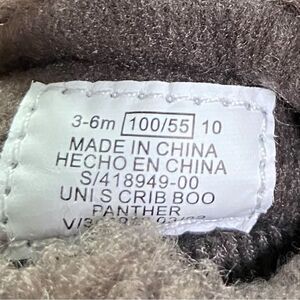 3-6m 100/55 10
MADE IN CHINA
HECHO EN CHINA
S/418949-00
UNI S CRIB BOO
PANTHER